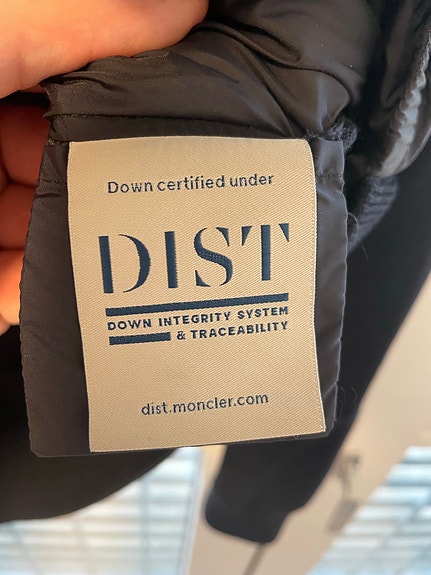 Down certified under
DIST
DOWN INTEGRITY SYSTEM
& TRACEABILITY
dist.moncler.com